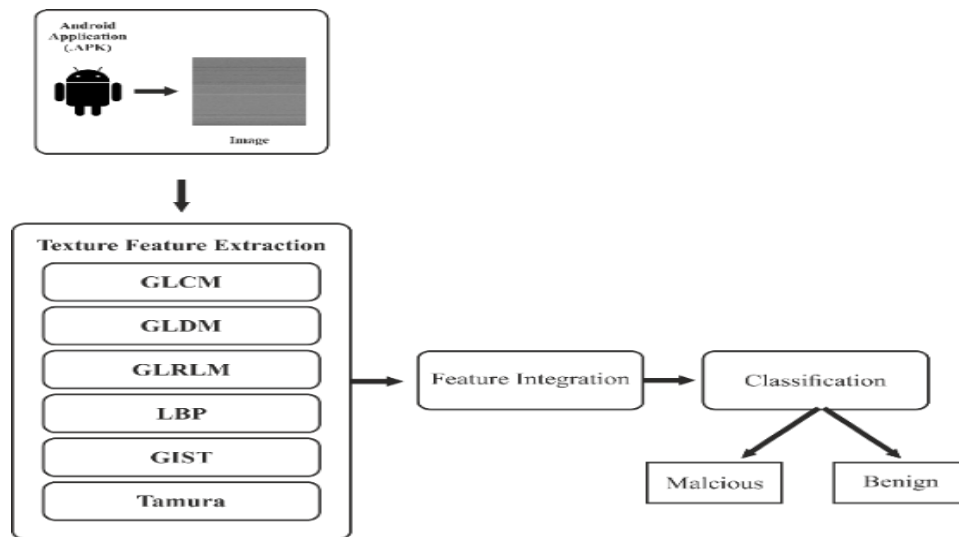 Android
Application
(.APK)
Image
Texture Feature Extraction
GLCM
GLDM
GLRLM
LBP
GIST
Tamura
Feature Integration
Classification
Malcious
Benign